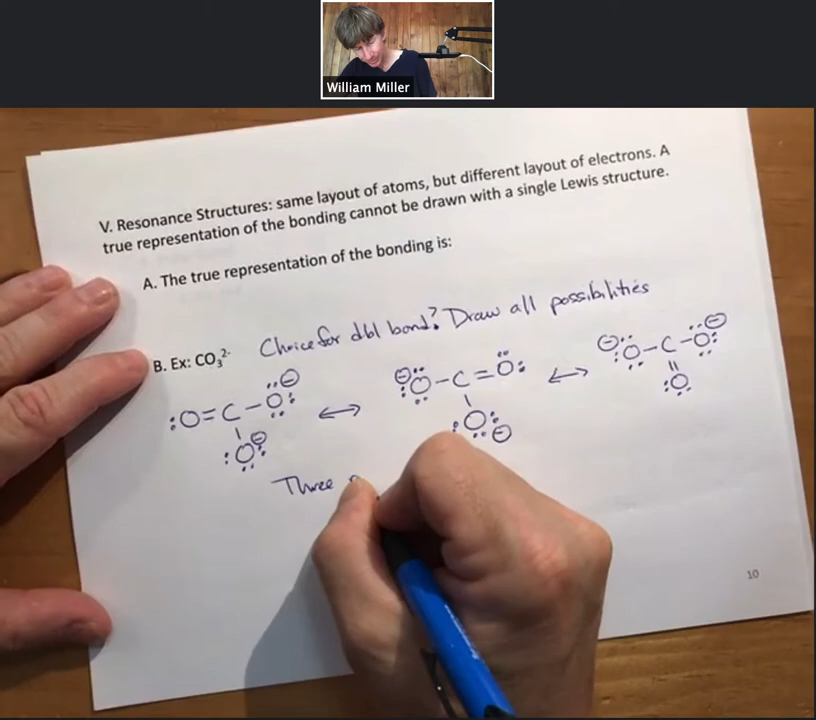 William Miller
V. Resonance Structures: same layout of atoms, but different layout of electrons. A
true representation of the bonding cannot be drawn with a single Lewis structure.
A. The true representation of the bonding is:
B. Ex: CO₃²⁻ Choice for dbl bond? Draw all possibilities
:O=C-O: ⊖ ↔ ⊖ :O-C=O: ↔ ⊖ :O-C-O: ⊖
:O: ⊖ :O: ⊖ :O:
Three
10